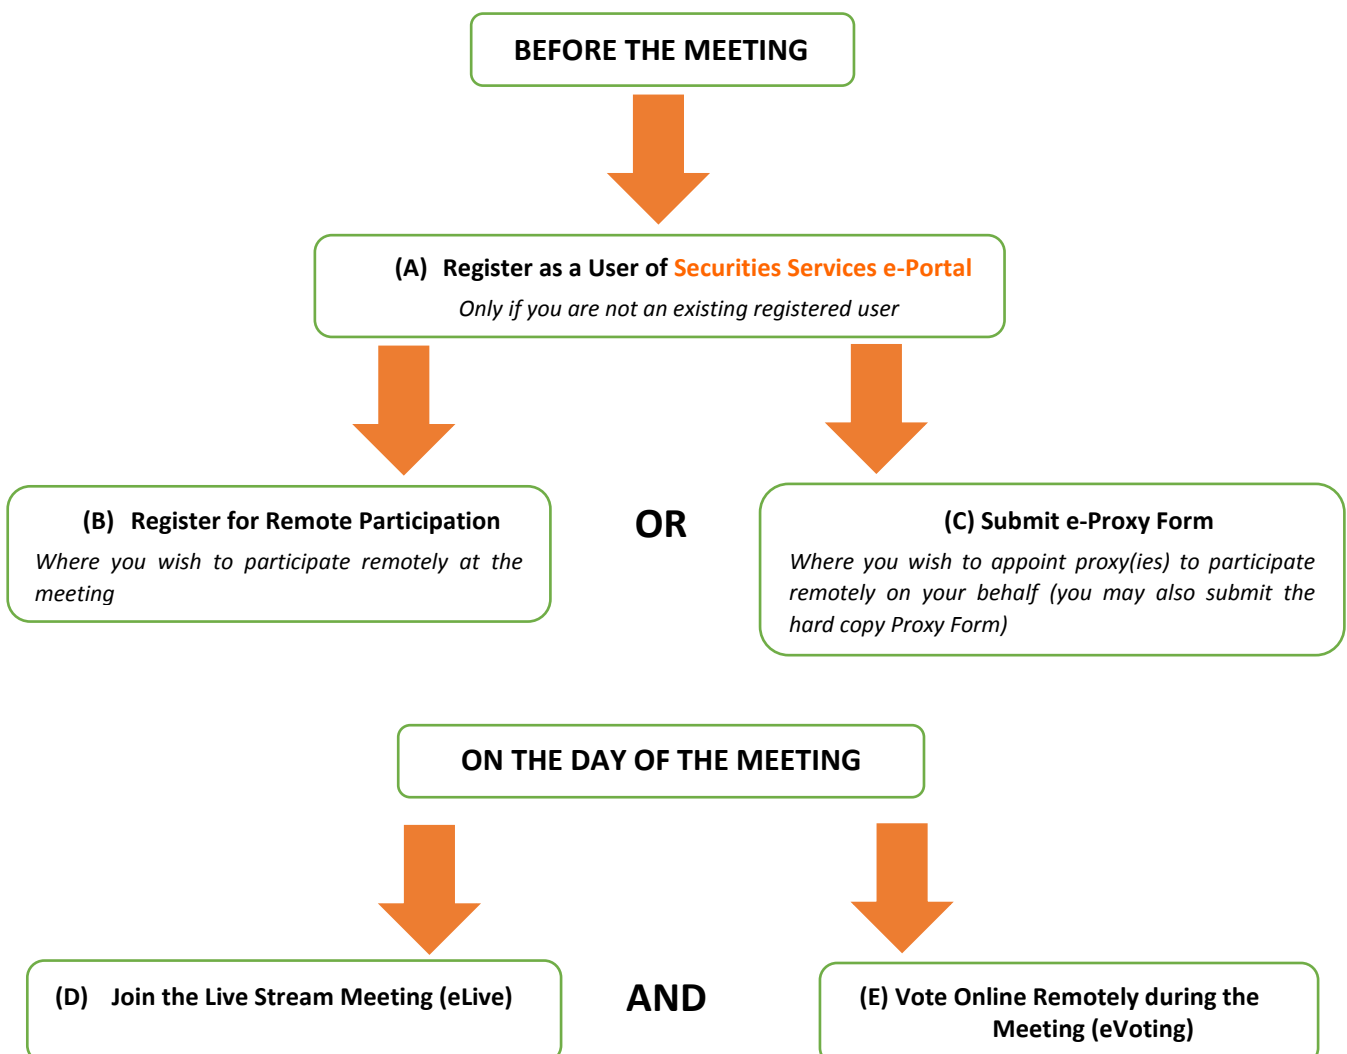 BEFORE THE MEETING
(A) Register as a User of Securities Services e-Portal
Only if you are not an existing registered user
(B) Register for Remote Participation
Where you wish to participate remotely at the
meeting
OR
(C) Submit e-Proxy Form
Where you wish to appoint proxy(ies) to participate
remotely on your behalf (you may also submit the
hard copy Proxy Form)
ON THE DAY OF THE MEETING
(D) Join the Live Stream Meeting (eLive)
AND
(E) Vote Online Remotely during the
Meeting (eVoting)